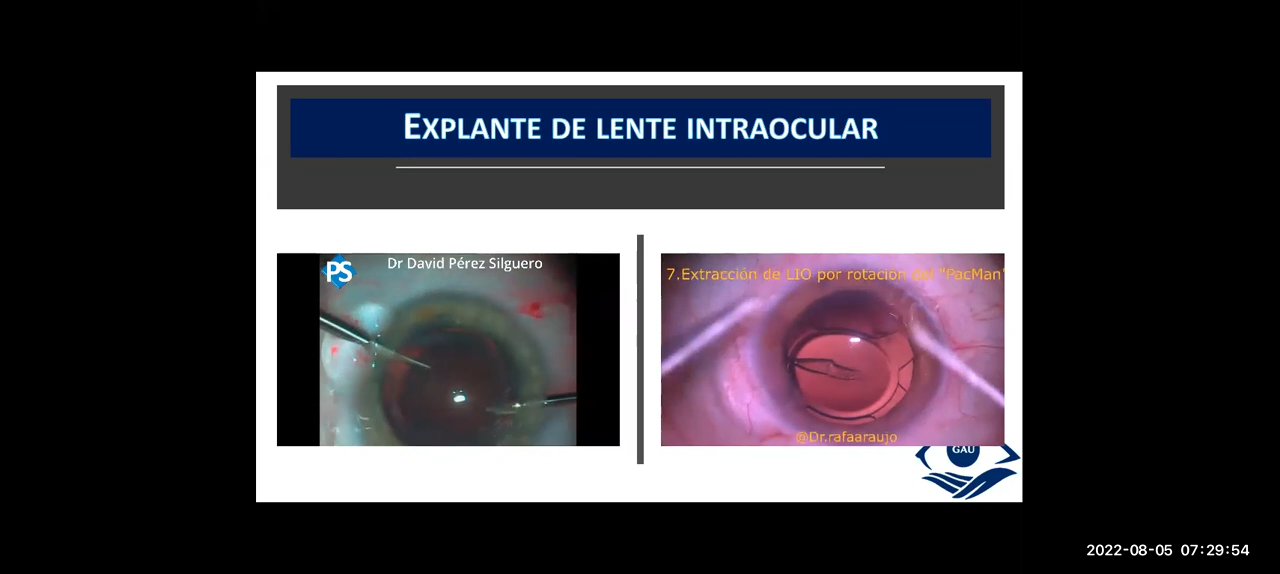 EXPLANTE DE LENTE INTRAOCULAR
PS
Dr David Pérez Silguero
7.Extracción de LIO por rotación del "PacMan"
@Dr.rafaaraujo
GAU
2022-08-05 07:29:54